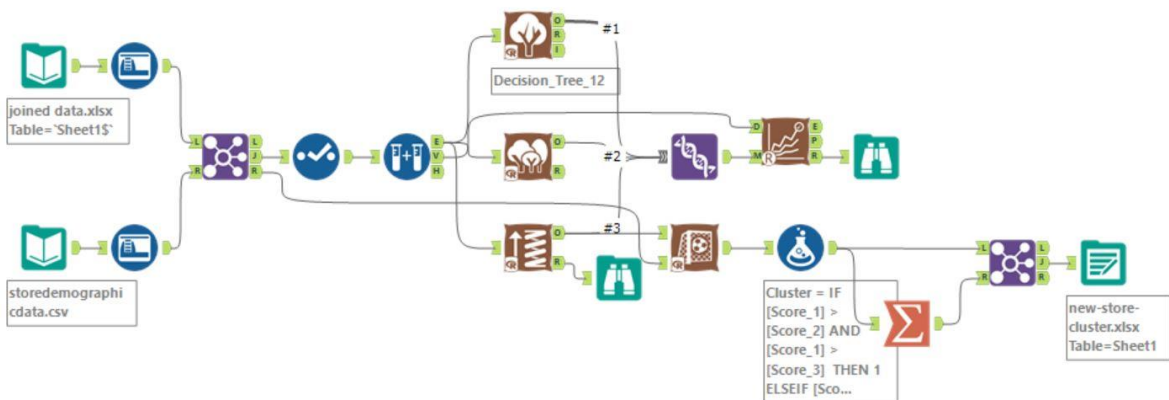 #1
Decision_Tree_12
joined data.xlsx
Table=`Sheet1$`
L
R
L
J
R
E
V
H
O
R
I
O
R
#2
D
M
E
P
R
#3
O
R
storedemographi
cdata.csv
Cluster = IF
[Score_1] >
[Score_2] AND
[Score_1] >
[Score_3]  THEN 1
ELSEIF [Sco...
L
R
L
J
R
new-store-
cluster.xlsx
Table=Sheet1